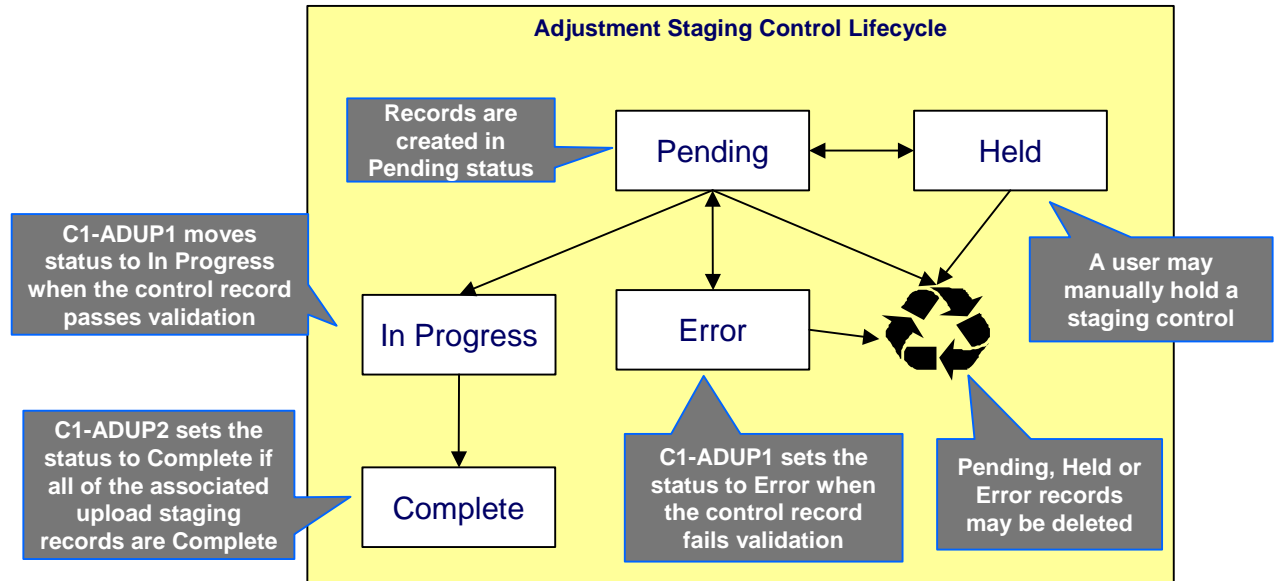 Adjustment Staging Control Lifecycle
Records are
created in
Pending status
Pending
Held
C1-ADUP1 moves
status to In Progress
when the control record
passes validation
A user may
manually hold a
staging control
In Progress
Error
C1-ADUP2 sets the
status to Complete if
all of the associated
upload staging
records are Complete
Complete
C1-ADUP1 sets the
status to Error when
the control record
fails validation
Pending, Held or
Error records
may be deleted